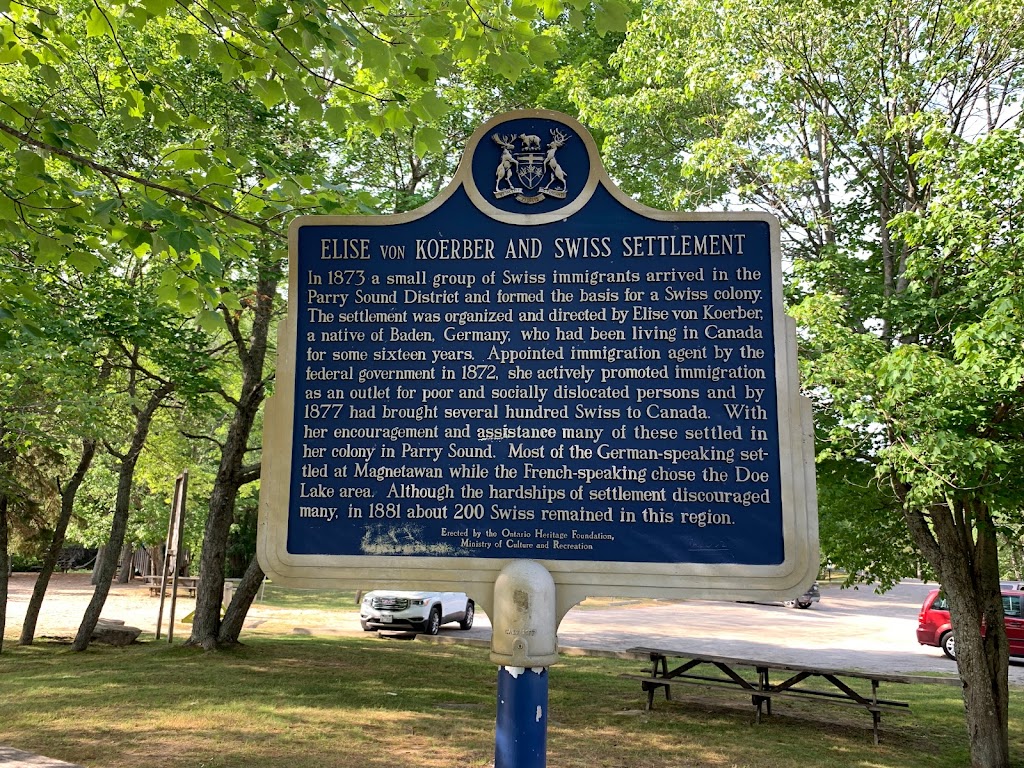 ELISE VON KOERBER AND SWISS SETTLEMENT
In 1873 a small group of Swiss immigrants arrived in the
Parry Sound District and formed the basis for a Swiss colony.
The settlement was organized and directed by Elise von Koerber,
a native of Baden, Germany, who had been living in Canada
for some sixteen years. Appointed immigration agent by the
federal government in 1872, she actively promoted immigration
as an outlet for poor and socially dislocated persons and by
1877 had brought several hundred Swiss to Canada. With
her encouragement and assistance many of these settled in
her colony in Parry Sound. Most of the German-speaking set-
tled at Magnetawan while the French-speaking chose the Doe
Lake area. Although the hardships of settlement discouraged
many, in 1881 about 200 Swiss remained in this region.
Erected by the Ontario Heritage Foundation,
Ministry of Culture and Recreation